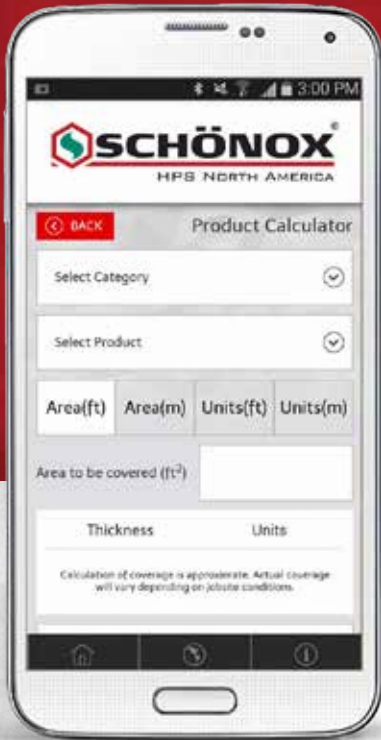 3:00 PM
SCHÖNOX®
HPS NORTH AMERICA
BACK
Product Calculator
Select Category
Select Product
Area(ft) Area(m) Units(ft) Units(m)
Area to be covered (ft²)
Thickness Units
Calculation of coverage is approximate. Actual coverage
will vary depending on jobsite conditions.